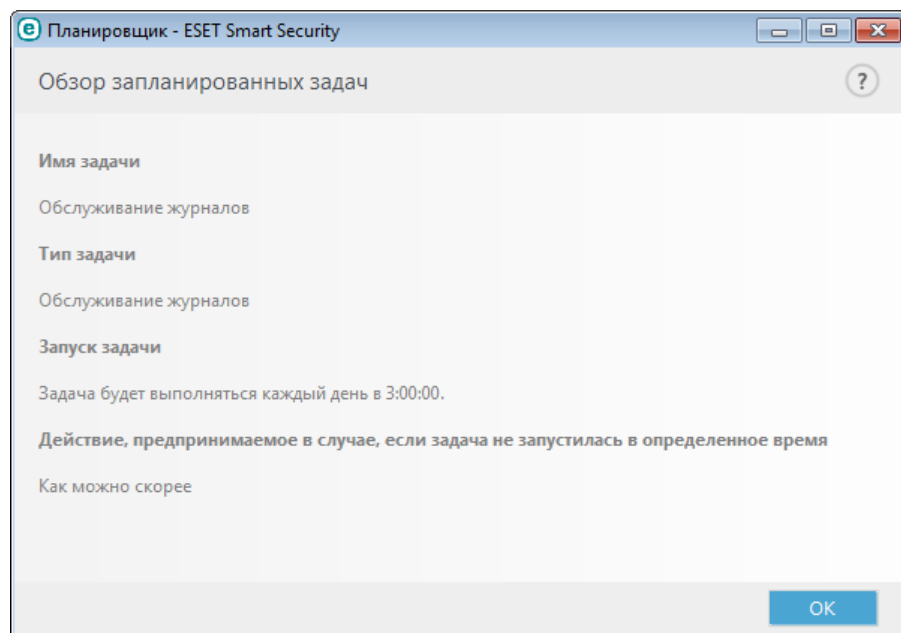 Планировщик - ESET Smart Security
Обзор запланированных задач
?
Имя задачи
Обслуживание журналов
Тип задачи
Обслуживание журналов
Запуск задачи
Задача будет выполняться каждый день в 3:00:00.
Действие, предпринимаемое в случае, если задача не запустилась в определенное время
Как можно скорее
OK